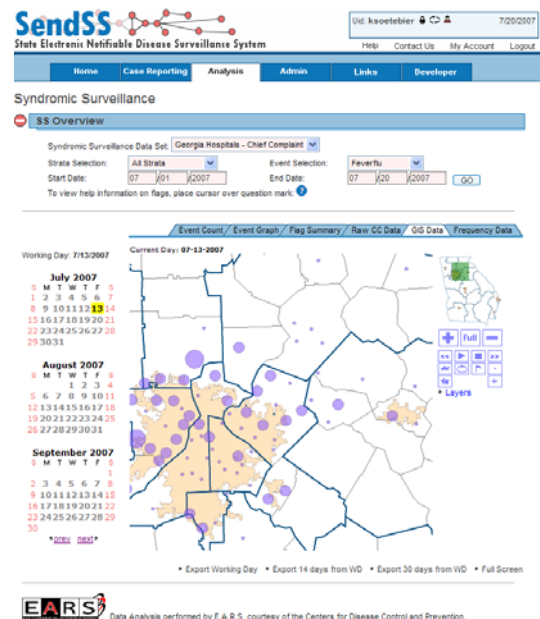 SendSS
State Electronic Notifiable Disease Surveillance System
Uid: ksoetebier 7/20/2007
Help Contact Us My Account Logout
Home Case Reporting Analysis Admin Links Developer
Syndromic Surveillance
SS Overview
Syndromic Surveillance Data Set: Georgia Hospitals - Chief Complaint
Strata Selection: All Strata Event Selection: Feverflu
Start Date: 07 /01 /2007 End Date: 07 /20 /2007 GO
To view help information on flags, place cursor over question mark: ?
Event Count Event Graph Flag Summary Raw CC Data GIS Data Frequency Data
Working Day: 7/13/2007 Current Day: 07-13-2007
July 2007
S M T W T F S
1 2 3 4 5 6 7
8 9 10 11 12 13 14
15 16 17 18 19 20 21
22 23 24 25 26 27 28
29 30 31
August 2007
S M T W T F S
1 2 3 4
5 6 7 8 9 10 11
12 13 14 15 16 17 18
19 20 21 22 23 24 25
26 27 28 29 30 31
September 2007
S M T W T F S
1
2 3 4 5 6 7 8
9 10 11 12 13 14 15
16 17 18 19 20 21 22
23 24 25 26 27 28 29
30
prev next
Full
Layers
Export Working Day Export 14 days from WD Export 30 days from WD Full Screen
EARS Data Analysis performed by E.A.R.S. courtesy of the Centers for Disease Control and Prevention.